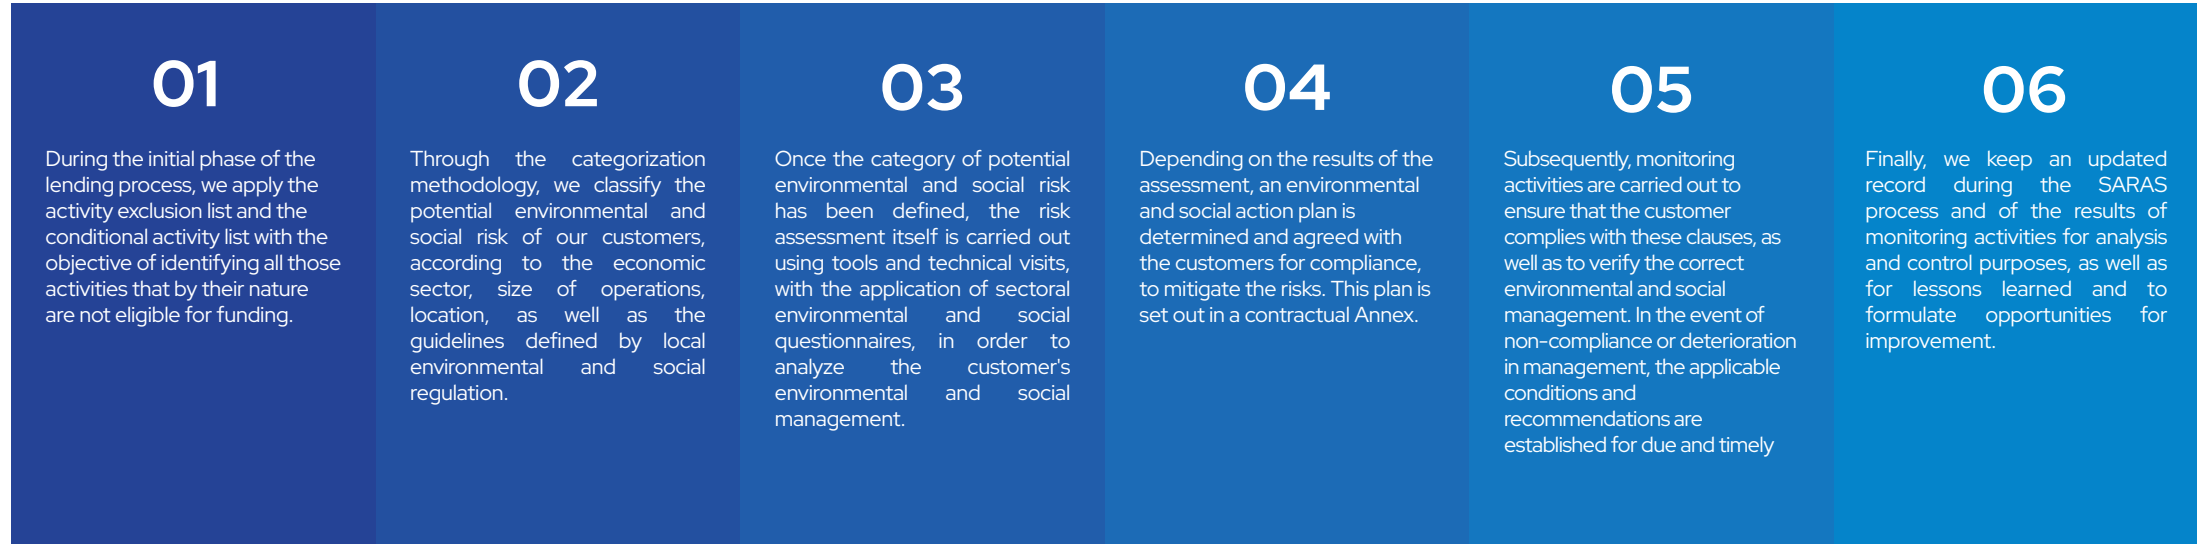 01
During the initial phase of the
lending process, we apply the
activity exclusion list and the
conditional activity list with the
objective of identifying all those
activities that by their nature
are not eligible for funding.
02
Through the categorization
methodology, we classify the
potential environmental and
social risk of our customers,
according to the economic
sector, size of operations,
location, as well as the
guidelines defined by local
environmental and social
regulation.
03
Once the category of potential
environmental and social risk
has been defined, the risk
assessment itself is carried out
using tools and technical visits,
with the application of sectoral
environmental and social
questionnaires, in order to
analyze the customer's
environmental and social
management.
04
Depending on the results of the
assessment, an environmental
and social action plan is
determined and agreed with
the customers for compliance,
to mitigate the risks. This plan is
set out in a contractual Annex.
05
Subsequently, monitoring
activities are carried out to
ensure that the customer
complies with these clauses, as
well as to verify the correct
environmental and social
management. In the event of
non-compliance or deterioration
in management, the applicable
conditions and
recommendations are
established for due and timely
06
Finally, we keep an updated
record during the SARAS
process and of the results of
monitoring activities for analysis
and control purposes, as well as
for lessons learned and to
formulate opportunities for
improvement.